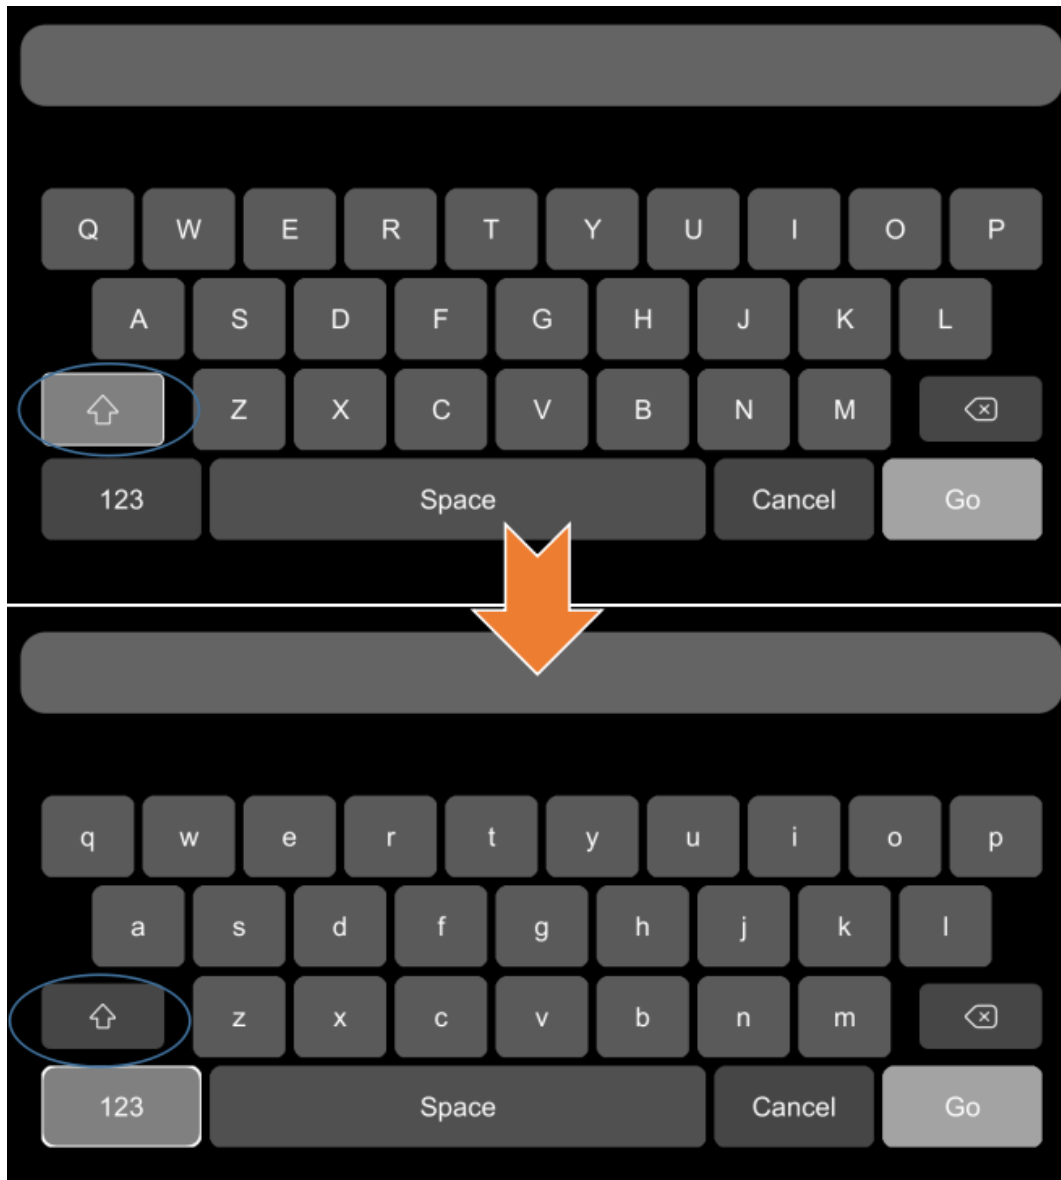 Q W E R T Y U I O P
A S D F G H J K L
Z X C V B N M
123 Space Cancel Go
q w e r t y u i o p
a s d f g h j k l
z x c v b n m
123 Space Cancel Go